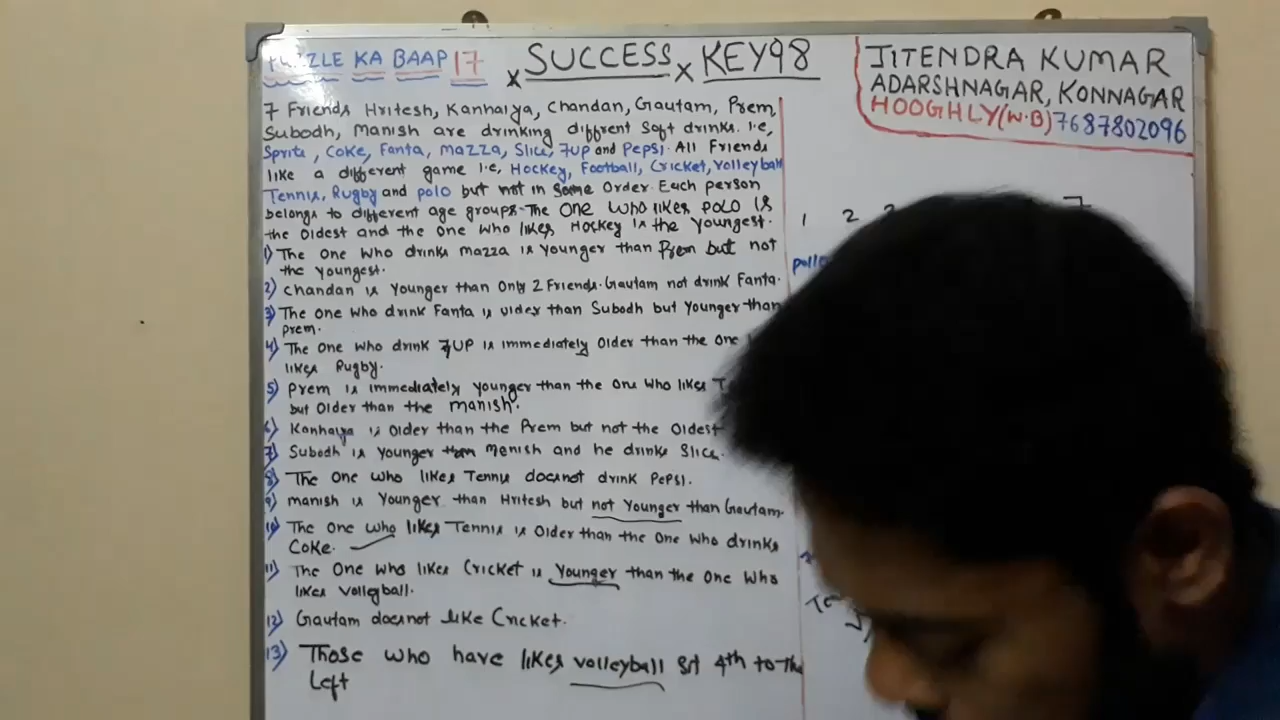 KA BAAP 17
SUCCESS x KEY98
JITENDRA KUMAR
ADARSHNAGAR, KONNAGAR
HOOGHLY(W.B) 7687802096
7 Friends Hritesh, Kanhaiya, Chandan, Gautam, Prem,
Subodh, Manish are drinking diffrent Soft drinks. i.e,
Sprite, Coke, Fanta, Mazza, Slice, 7up and Pepsi. All Friends
like a different game i.e, Hockey, Football, Cricket, Volleyball
Tennis, Rugby and polo but not in Same Order. Each person
belongs to different age groups. The One who likes polo is
the oldest and the one who likes Hockey is the youngest.
1) The one who drinks mazza is younger than Prem but not
the youngest.
2) Chandan is younger than Only 2 Friends. Gautam not drink Fanta.
3) The one who drink Fanta is older than Subodh but younger than
Prem.
4) The one who drink 7UP is immediately older than the one
likes Rugby.
5) Prem is immediately younger than the one who likes
but older than the manish.
6) Kanhaiya is older than the Prem but not the oldest
7) Subodh is younger than Menish and he drinks Slice.
8) The one who likes Tennis doesnot drink Pepsi.
9) manish is Younger than Hritesh but not Younger than Gautam.
10) The one who likes Tennis is older than the One who drinks
Coke.
11) The One who likes Cricket is Younger than the one who
likes volleyball.
12) Gautam doesnot like Cricket.
13) Those who have likes volleyball sit 4th to the
left
1 2
7